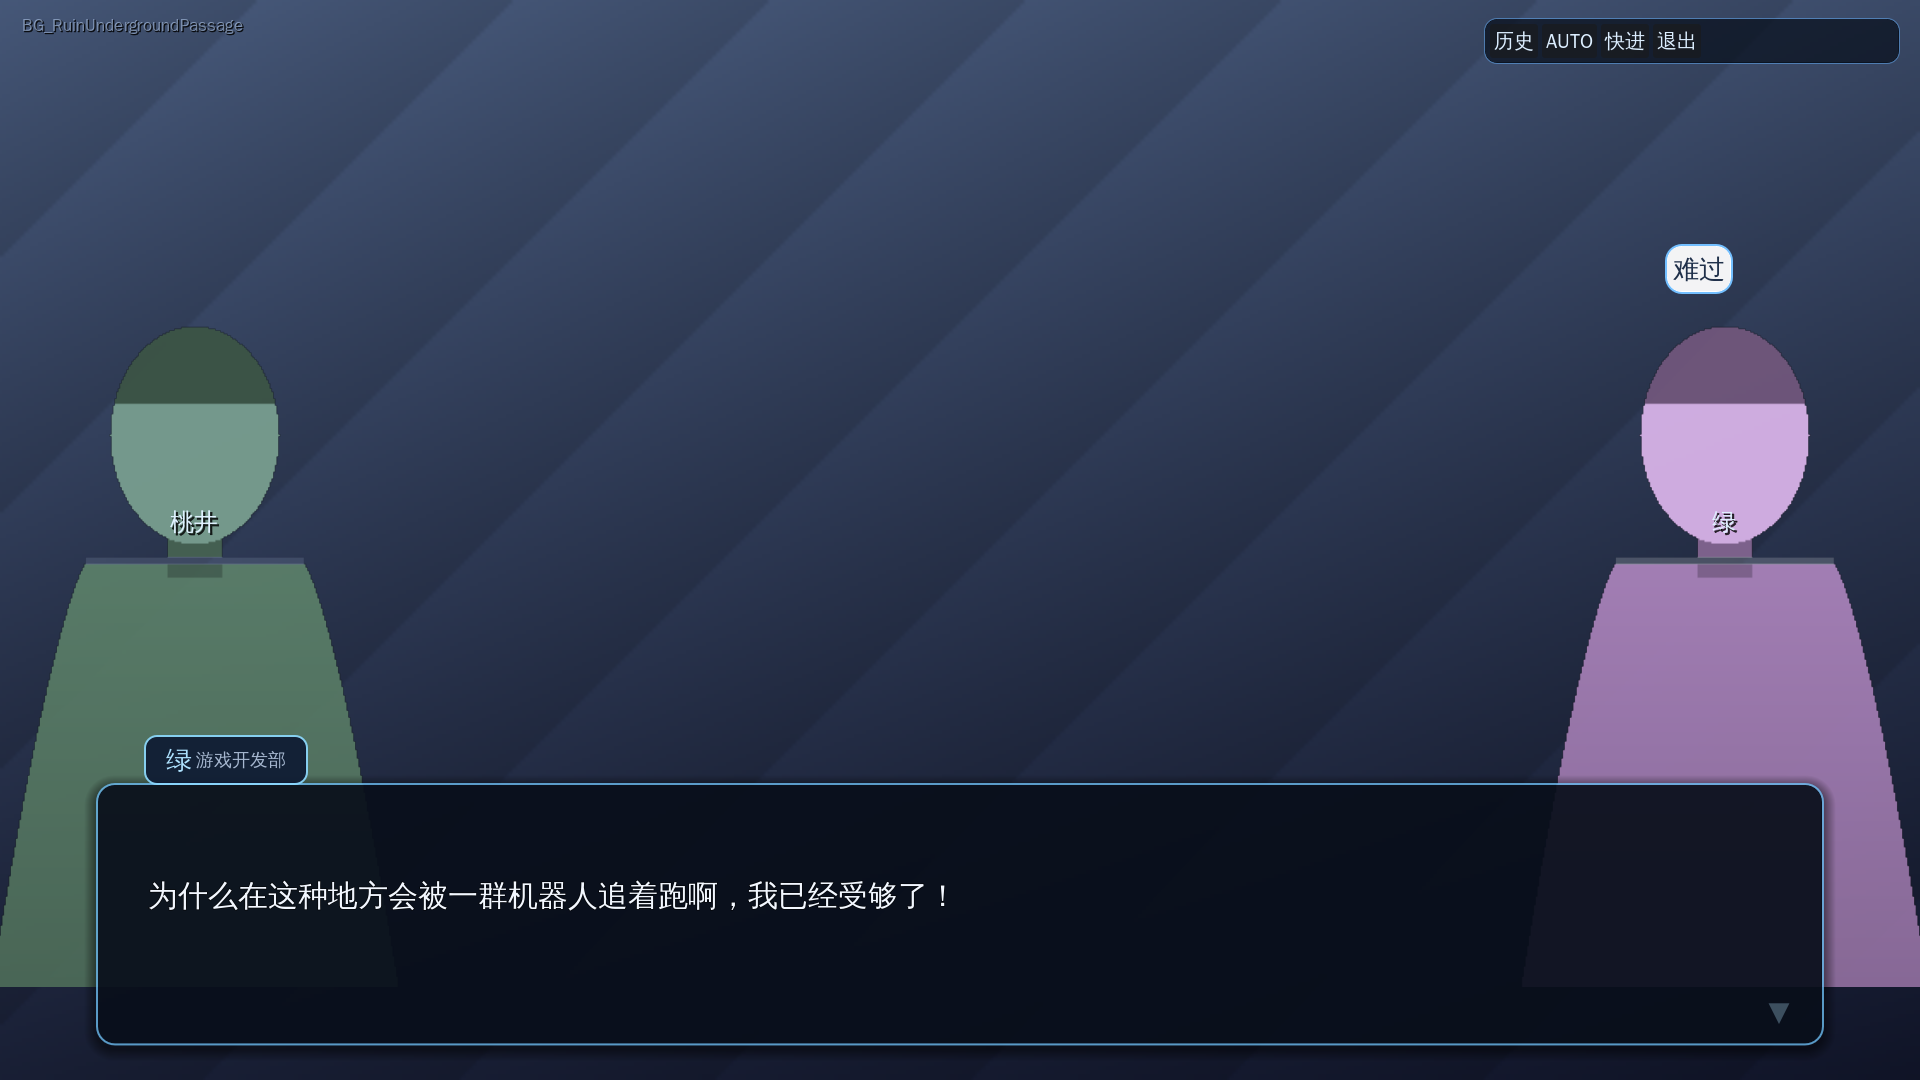 BG_RuinUndergroundPassage
历史 AUTO 快进 退出
难过
桃井
绿
绿 游戏开发部
为什么在这种地方会被一群机器人追着跑啊，我已经受够了！